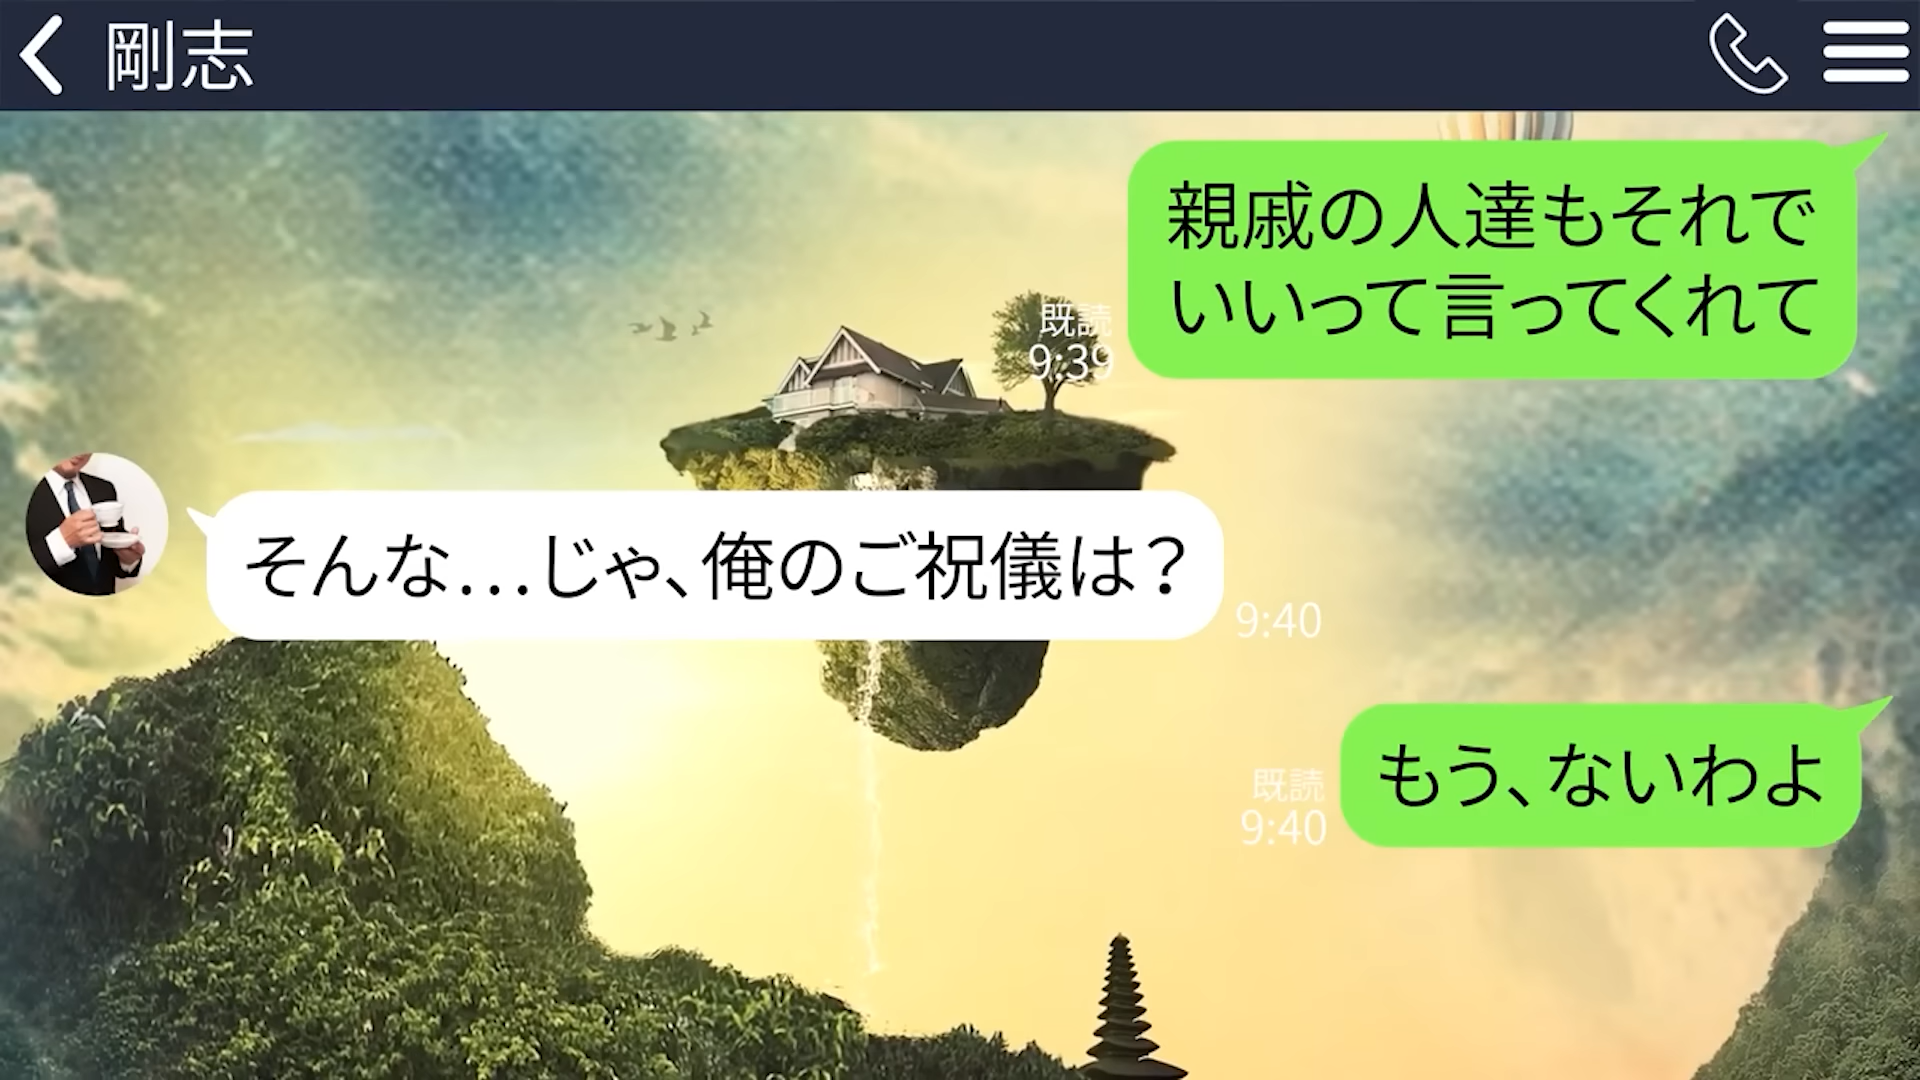 剛志
親戚の人達もそれで
いいって言ってくれて
既読
9:39
そんな…じゃ、俺のご祝儀は？
9:40
もう、ないわよ
既読
9:40